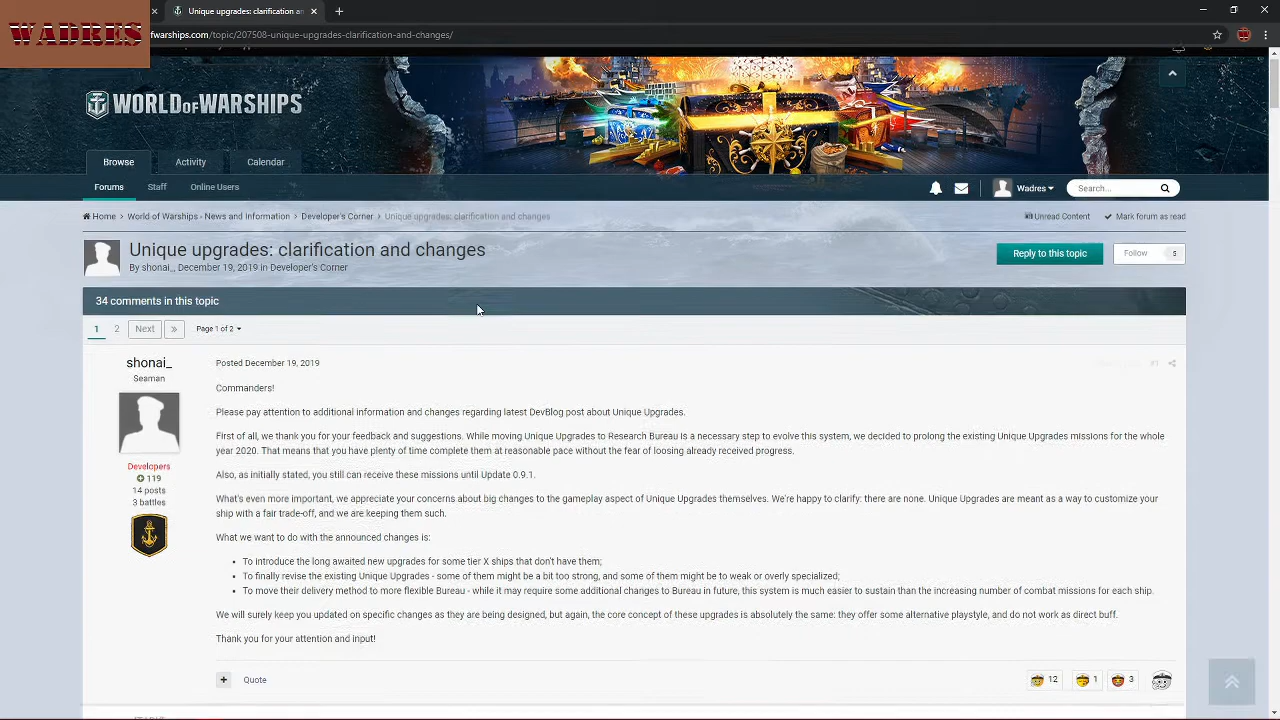 WADRES
Unique upgrades: clarification an
fwarships.com/topic/207508-unique-upgrades-clarification-and-changes/
WORLD OF WARSHIPS
Browse Activity Calendar
Forums Staff Online Users Wadres Search...
Home World of Warships - News and Information Developer's Corner Unique upgrades: clarification and changes Unread Content Mark forum as read
Unique upgrades: clarification and changes
By shonai_, December 19, 2019 in Developer's Corner
Reply to this topic Follow 5
34 comments in this topic
1 2 Next » Page 1 of 2
shonai_
Seaman
Developers
119
14 posts
3 battles
Posted December 19, 2019 #1
Commanders!
Please pay attention to additional information and changes regarding latest DevBlog post about Unique Upgrades.
First of all, we thank you for your feedback and suggestions. While moving Unique Upgrades to Research Bureau is a necessary step to evolve this system, we decided to prolong the existing Unique Upgrades missions for the whole
year 2020. That means that you have plenty of time complete them at reasonable pace without the fear of loosing already received progress.
Also, as initially stated, you still can receive these missions until Update 0.9.1.
What's even more important, we appreciate your concerns about big changes to the gameplay aspect of Unique Upgrades themselves. We're happy to clarify: there are none. Unique Upgrades are meant as a way to customize your
ship with a fair trade-off, and we are keeping them such.
What we want to do with the announced changes is:
• To introduce the long awaited new upgrades for some tier X ships that don't have them;
• To finally revise the existing Unique Upgrades - some of them might be a bit too strong, and some of them might be to weak or overly specialized;
• To move their delivery method to more flexible Bureau - while it may require some additional changes to Bureau in future, this system is much easier to sustain than the increasing number of combat missions for each ship.
We will surely keep you updated on specific changes as they are being designed, but again, the core concept of these upgrades is absolutely the same: they offer some alternative playstyle, and do not work as direct buff.
Thank you for your attention and input!
+ Quote 12 1 3